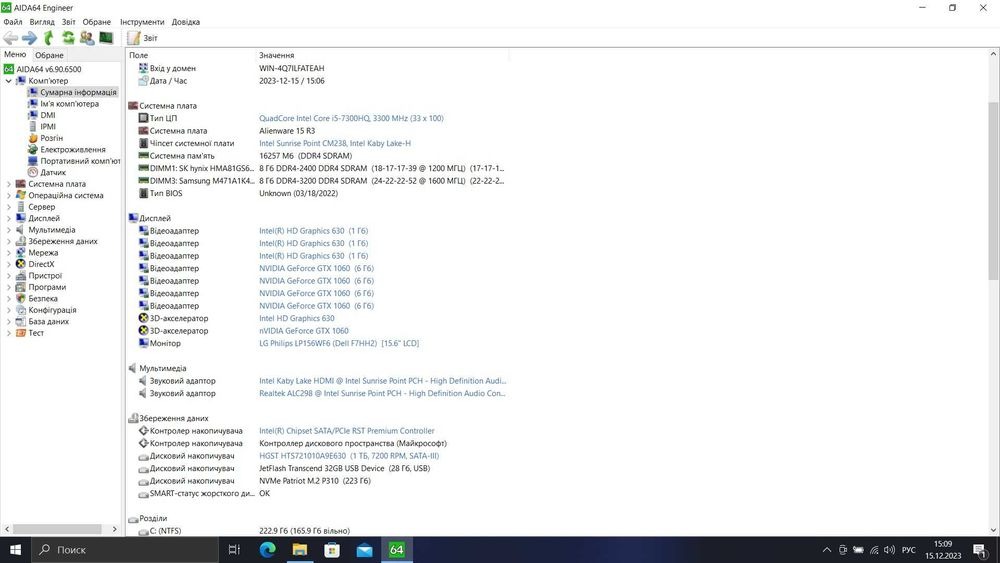 AIDA64 Engineer
Файл Вигляд Звіт Обране Інструменти Довідка
Звіт
Меню Обране
AIDA64 v6.90.6500
Комп'ютер
Сумарна інформація
Ім'я комп'ютера
DMI
IPMI
Розгін
Електроживлення
Портативний комп'ют
Датчик
Системна плата
Операційна система
Сервер
Дисплей
Мультимедіа
Збереження даних
Мережа
DirectX
Пристрої
Програми
Безпека
Конфігурація
База даних
Тест
Поле Значення
Вхід у домен WIN-4Q7ILFATEAH
Дата / Час 2023-12-15 / 15:06
Системна плата
Тип ЦП QuadCore Intel Core i5-7300HQ, 3300 MHz (33 x 100)
Системна плата Alienware 15 R3
Чіпсет системної плати Intel Sunrise Point CM238, Intel Kaby Lake-H
Системна пам'ять 16257 Мб (DDR4 SDRAM)
DIMM1: SK hynix HMA81GS6... 8 Гб DDR4-2400 DDR4 SDRAM (18-17-17-39 @ 1200 МГц) (17-17-1...
DIMM3: Samsung M471A1K4... 8 Гб DDR4-3200 DDR4 SDRAM (24-22-22-52 @ 1600 МГц) (22-22-2...
Тип BIOS Unknown (03/18/2022)
Дисплей
Відеоадаптер Intel(R) HD Graphics 630 (1 Гб)
Відеоадаптер Intel(R) HD Graphics 630 (1 Гб)
Відеоадаптер Intel(R) HD Graphics 630 (1 Гб)
Відеоадаптер NVIDIA GeForce GTX 1060 (6 Гб)
Відеоадаптер NVIDIA GeForce GTX 1060 (6 Гб)
Відеоадаптер NVIDIA GeForce GTX 1060 (6 Гб)
Відеоадаптер NVIDIA GeForce GTX 1060 (6 Гб)
3D-акселератор Intel HD Graphics 630
3D-акселератор nVIDIA GeForce GTX 1060
Монітор LG Philips LP156WF6 (Dell F7HH2) [15.6" LCD]
Мультимедіа
Звуковий адаптор Intel Kaby Lake HDMI @ Intel Sunrise Point PCH - High Definition Audi...
Звуковий адаптор Realtek ALC298 @ Intel Sunrise Point PCH - High Definition Audio Con...
Збереження даних
Контролер накопичувача Intel(R) Chipset SATA/PCIe RST Premium Controller
Контролер накопичувача Контроллер дискового пространства (Майкрософт)
Дисковий накопичувач HGST HTS721010A9E630 (1 ТБ, 7200 RPM, SATA-III)
Дисковий накопичувач JetFlash Transcend 32GB USB Device (28 Гб, USB)
Дисковий накопичувач NVMe Patriot M.2 P310 (223 Гб)
SMART-статус жорсткого ди... OK
Розділи
C: (NTFS) 222.9 Гб (165.9 Гб вільно)
Поиск
64
РУС
15:09
15.12.2023
1